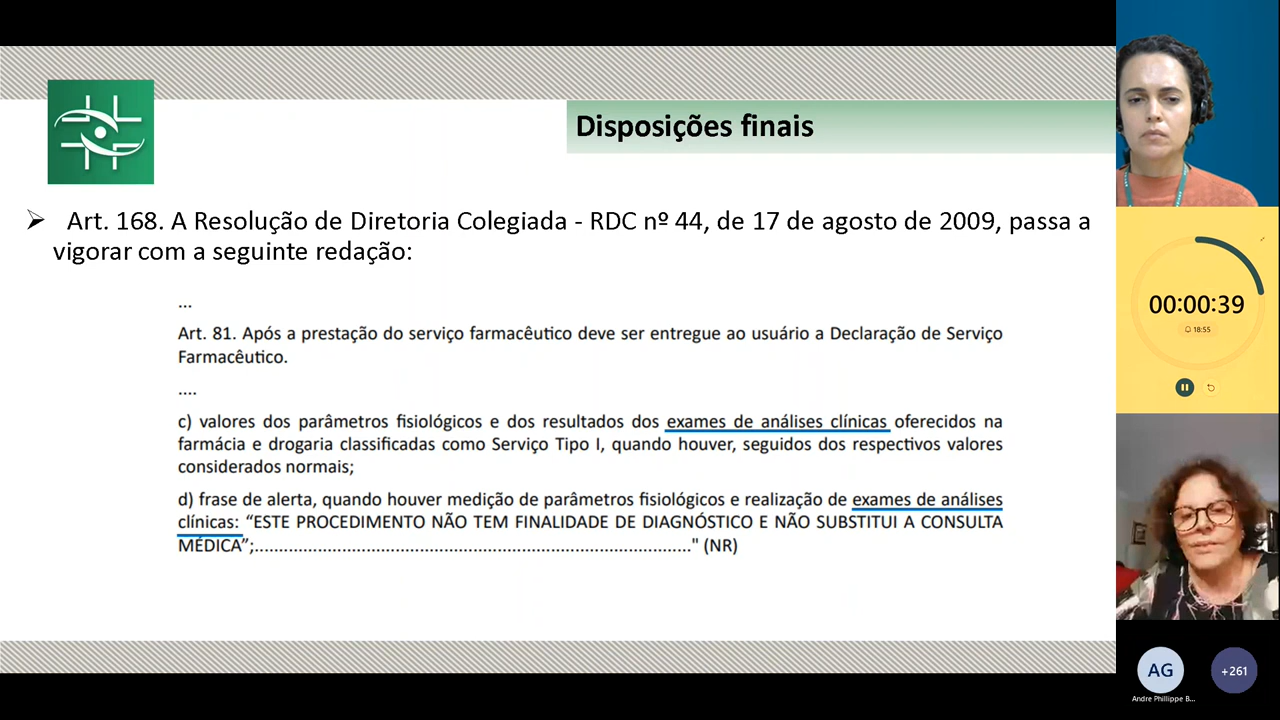 Disposições finais
Art. 168. A Resolução de Diretoria Colegiada - RDC nº 44, de 17 de agosto de 2009, passa a
vigorar com a seguinte redação:
...
Art. 81. Após a prestação do serviço farmacêutico deve ser entregue ao usuário a Declaração de Serviço
Farmacêutico.
....
c) valores dos parâmetros fisiológicos e dos resultados dos exames de análises clínicas oferecidos na
farmácia e drogaria classificadas como Serviço Tipo I, quando houver, seguidos dos respectivos valores
considerados normais;
d) frase de alerta, quando houver medição de parâmetros fisiológicos e realização de exames de análises
clínicas: “ESTE PROCEDIMENTO NÃO TEM FINALIDADE DE DIAGNÓSTICO E NÃO SUBSTITUI A CONSULTA
MÉDICA”;........................................................................................." (NR)
00:00:39
18:55
AG
+261
Andre Phillippe B...